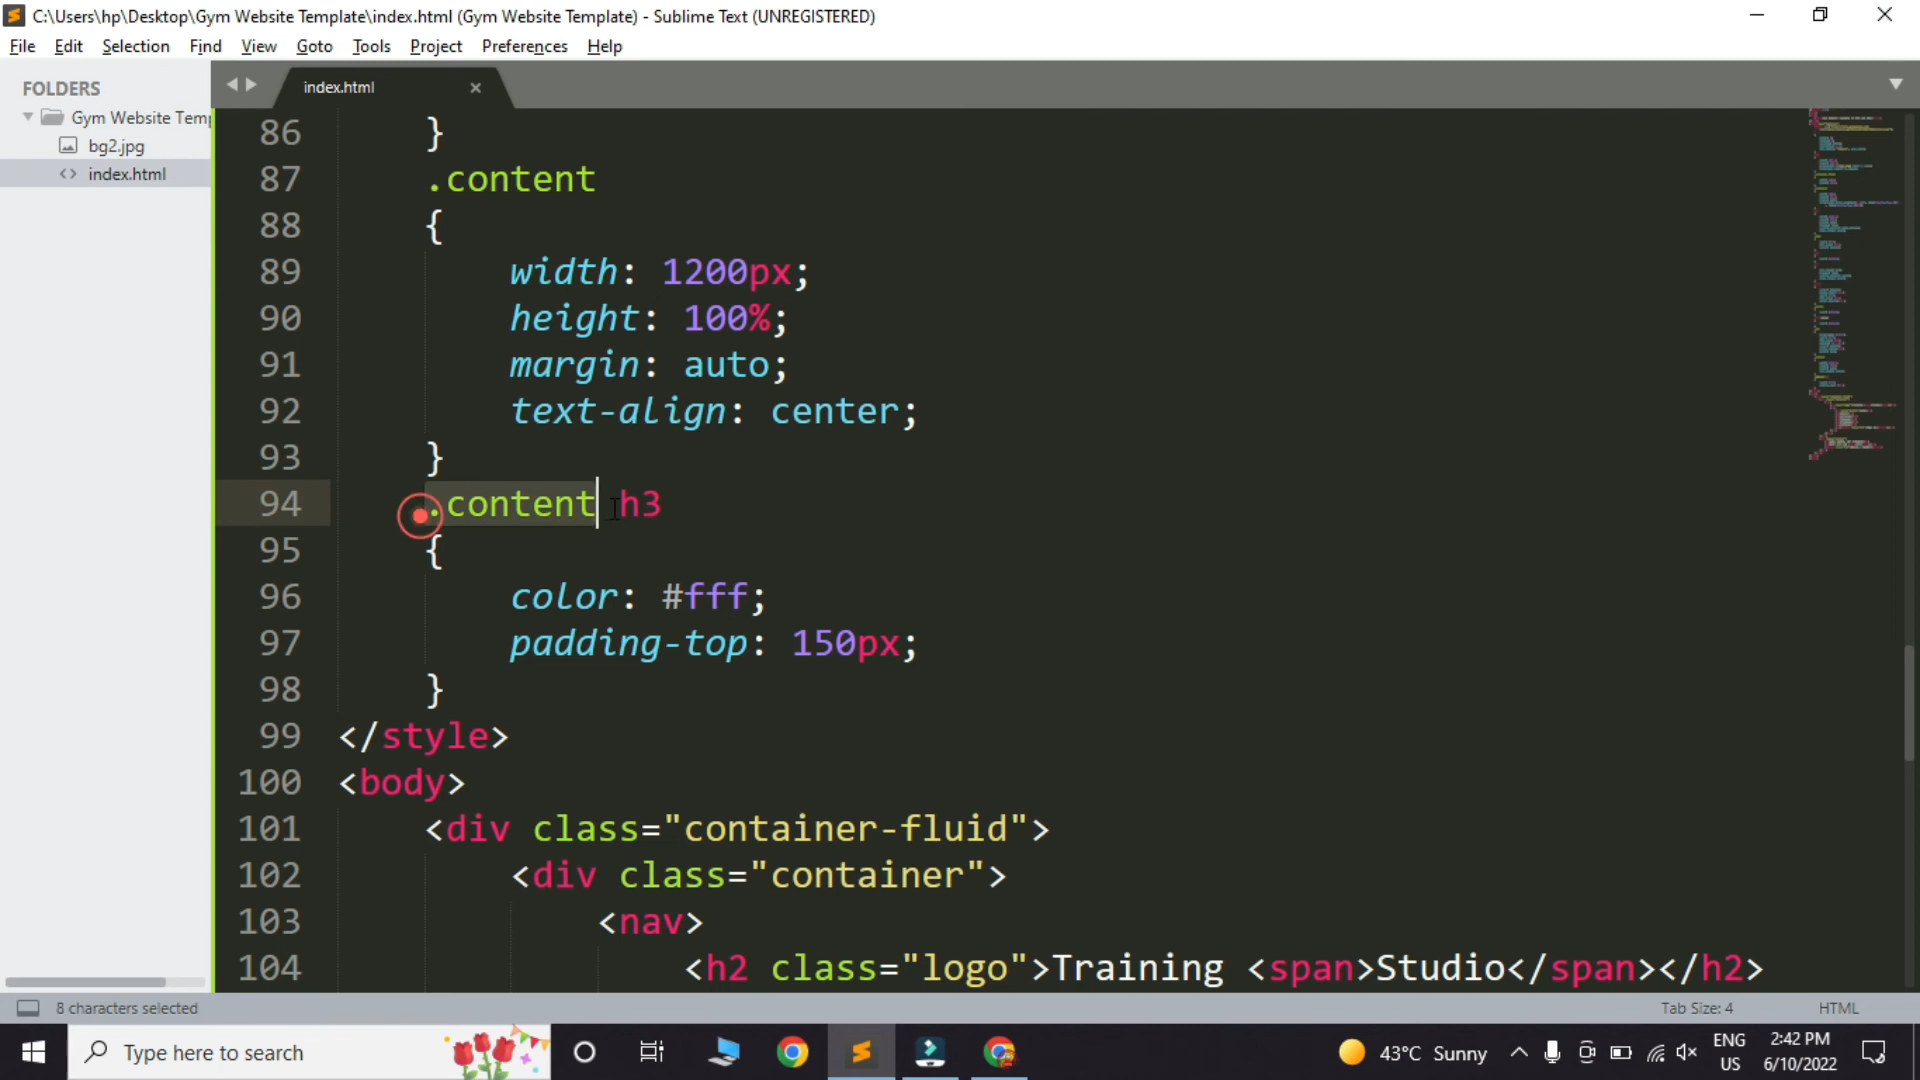 C:\Users\hp\Desktop\Gym Website Template\index.html (Gym Website Template) - Sublime Text (UNREGISTERED)
File Edit Selection Find View Goto Tools Project Preferences Help
FOLDERS
Gym Website Temp
bg2.jpg
index.html
index.html
86 }
87 .content
88 {
89 width: 1200px;
90 height: 100%;
91 margin: auto;
92 text-align: center;
93 }
94 .content h3
95 {
96 color: #fff;
97 padding-top: 150px;
98 }
99 </style>
100 <body>
101 <div class="container-fluid">
102 <div class="container">
103 <nav>
104 <h2 class="logo">Training <span>Studio</span></h2>
8 characters selected
Tab Size: 4
HTML
Type here to search
43°C Sunny
ENG
US
2:42 PM
6/10/2022